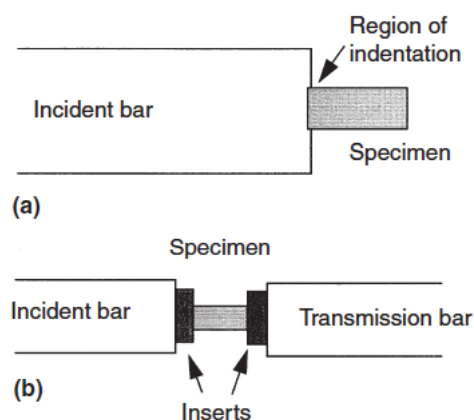 Region of
indentation
Incident bar
Specimen
(a)
Specimen
Incident bar
Transmission bar
(b)
Inserts